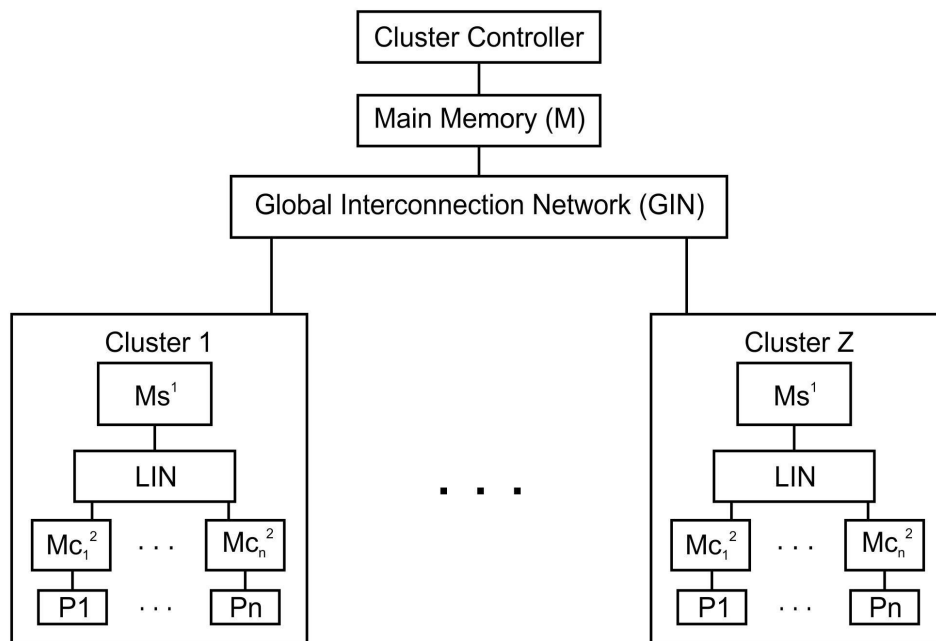 Cluster Controller
Main Memory (M)
Global Interconnection Network (GIN)
Cluster 1
Ms¹
LIN
Mc₁² . . . Mcₙ²
P1 . . . Pn
. . .
Cluster Z
Ms¹
LIN
Mc₁² . . . Mcₙ²
P1 . . . Pn